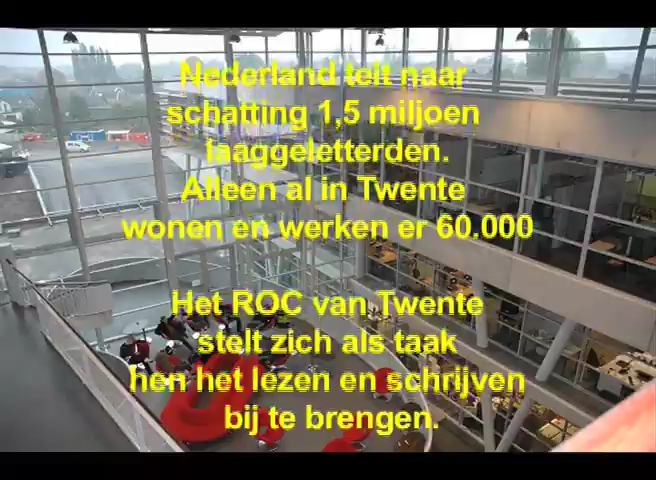 Nederland telt naar
schatting 1,5 miljoen
laaggeletterden.
Alleen al in Twente
wonen en werken er 60.000
Het ROC van Twente
stelt zich als taak
hen het lezen en schrijven
bij te brengen.